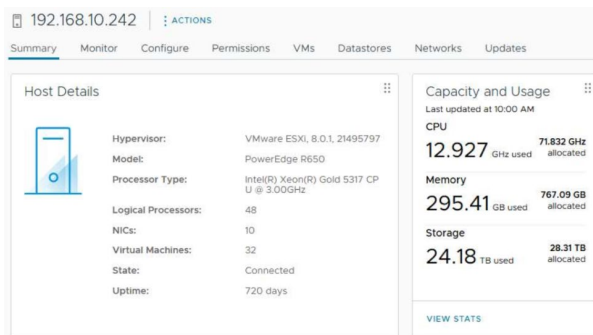 192.168.10.242 ACTIONS
Summary Monitor Configure Permissions VMs Datastores Networks Updates
Host Details
Hypervisor: VMware ESXi, 8.0.1, 21495797
Model: PowerEdge R650
Processor Type: Intel(R) Xeon(R) Gold 5317 CP
U @ 3.00GHz
Logical Processors: 48
NICs: 10
Virtual Machines: 32
State: Connected
Uptime: 720 days
Capacity and Usage
Last updated at 10:00 AM
CPU
12.927 GHz used 71.832 GHz
allocated
Memory
295.41 GB used 767.09 GB
allocated
Storage
24.18 TB used 28.31 TB
allocated
VIEW STATS